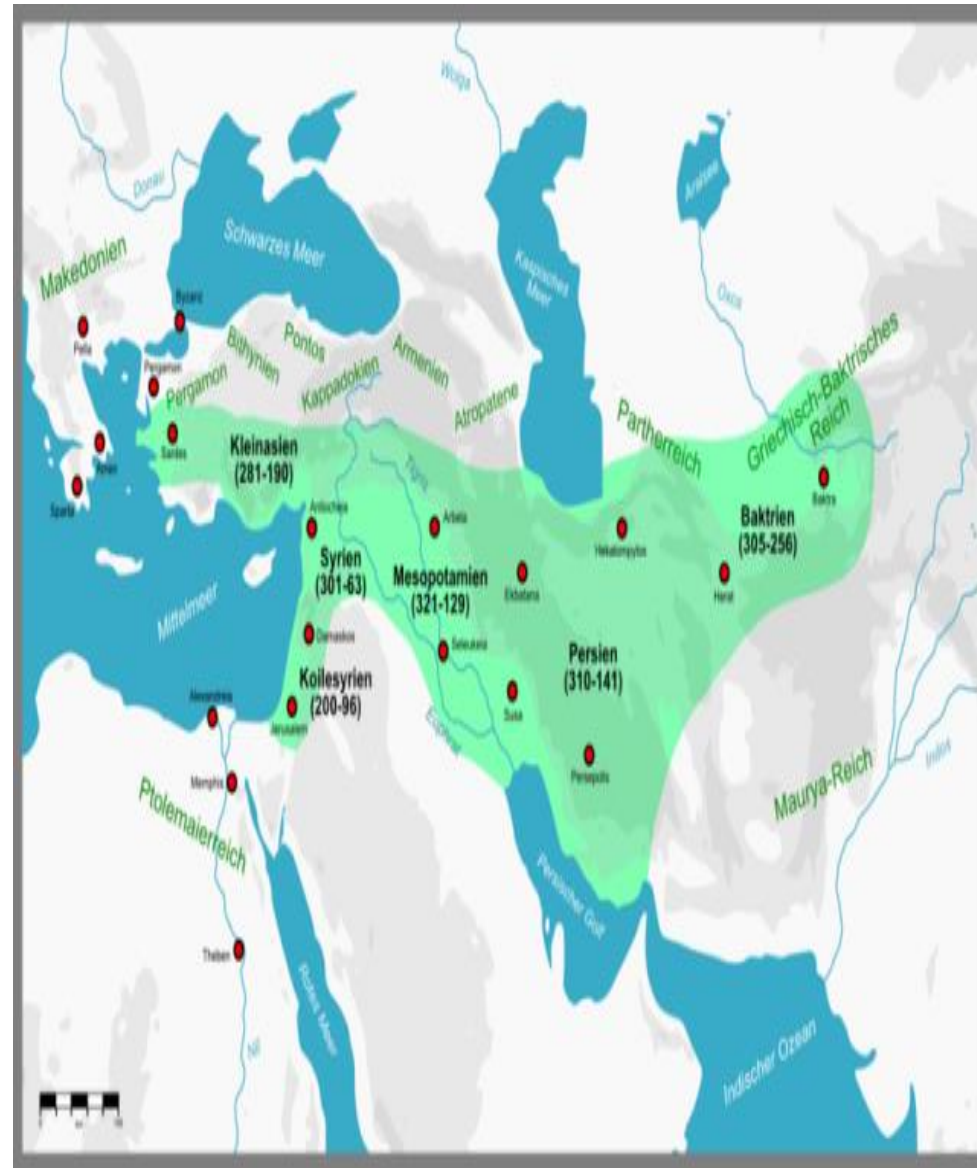 Wolga
Donau
Aralsee
Schwarzes Meer
Kaspisches
Meer
Makedonien
Oxos
Byzanz
Pella
Bithynien
Pontos
Armenien
Kappadokien
Pergamon
Pergamon
Atropatene
Partherreich
Griechisch-Baktrisches
Reich
Sardes
Athen
Sparta
Kleinasien
(281-190)
Tigris
Baktra
Antiocheia
Arbela
Hekatompylos
Baktrien
(305-256)
Syrien
(301-63)
Mesopotamien
(321-129)
Ekbatana
Herat
Mittelmeer
Damaskos
Seleukeia
Persien
(310-141)
Koilesyrien
(200-96)
Susa
Alexandreia
Jerusalem
Euphrat
Persepolis
Maurya-Reich
Indus
Memphis
Ptolemaierreich
Persischer Golf
Theben
Rotes Meer
Nil
Indischer Ozean